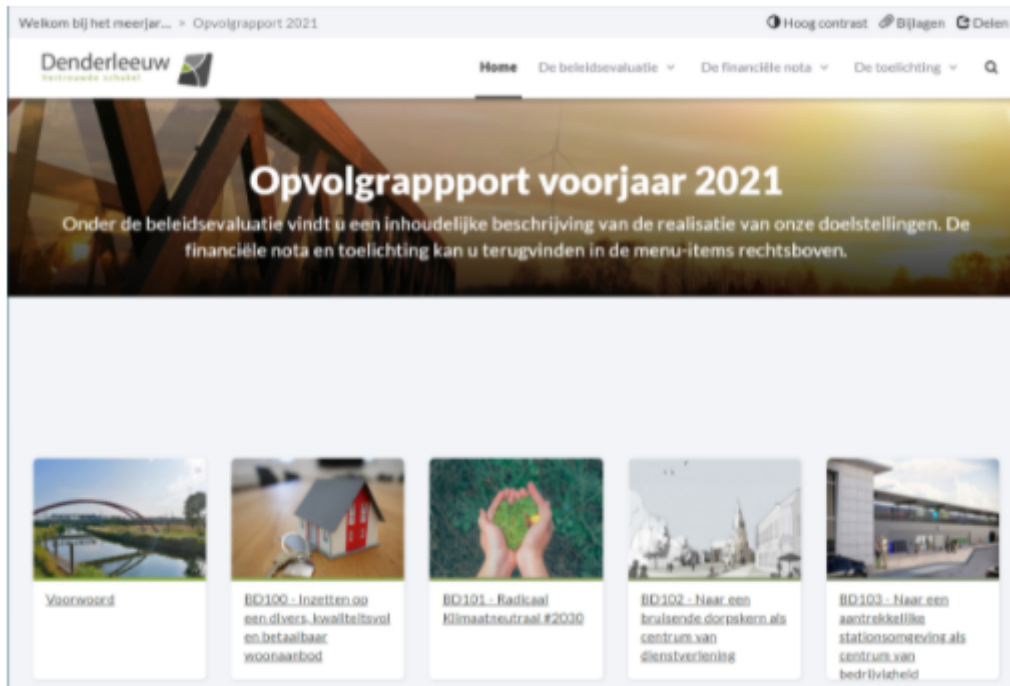 Welkom bij het meerjar... > Opvolgrapport 2021
Hoog contrast Bijlagen Delen
Denderleeuw
Vertrouwde schakel
Home De beleidsevaluatie De financiële nota De toelichting
Opvolgrappport voorjaar 2021
Onder de beleidsevaluatie vindt u een inhoudelijke beschrijving van de realisatie van onze doelstellingen. De
financiële nota en toelichting kan u terugvinden in de menu-items rechtsboven.
Voorwoord
BD100 - Inzetten op
een divers, kwaliteitsvol
en betaalbaar
woonaanbod
BD101 - Radicaal
Klimaatneutraal #2030
BD102 - Naar een
bruisende dorpskern als
centrum van
dienstverlening
BD103 - Naar een
aantrekkelijke
stationsomgeving als
centrum van
bedrijvigheid